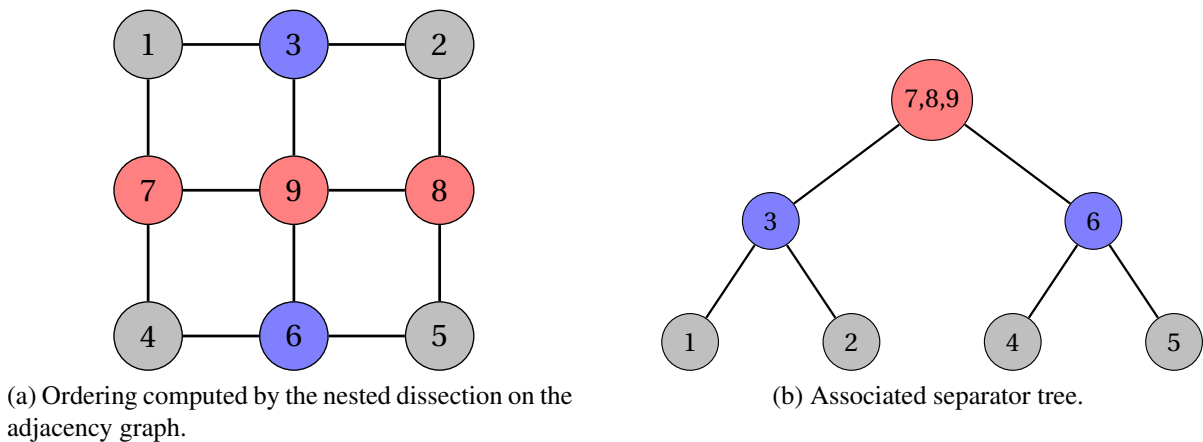 1 3 2
7 9 8
4 6 5
(a) Ordering computed by the nested dissection on the
adjacency graph.
7,8,9
3 6
1 2 4 5
(b) Associated separator tree.